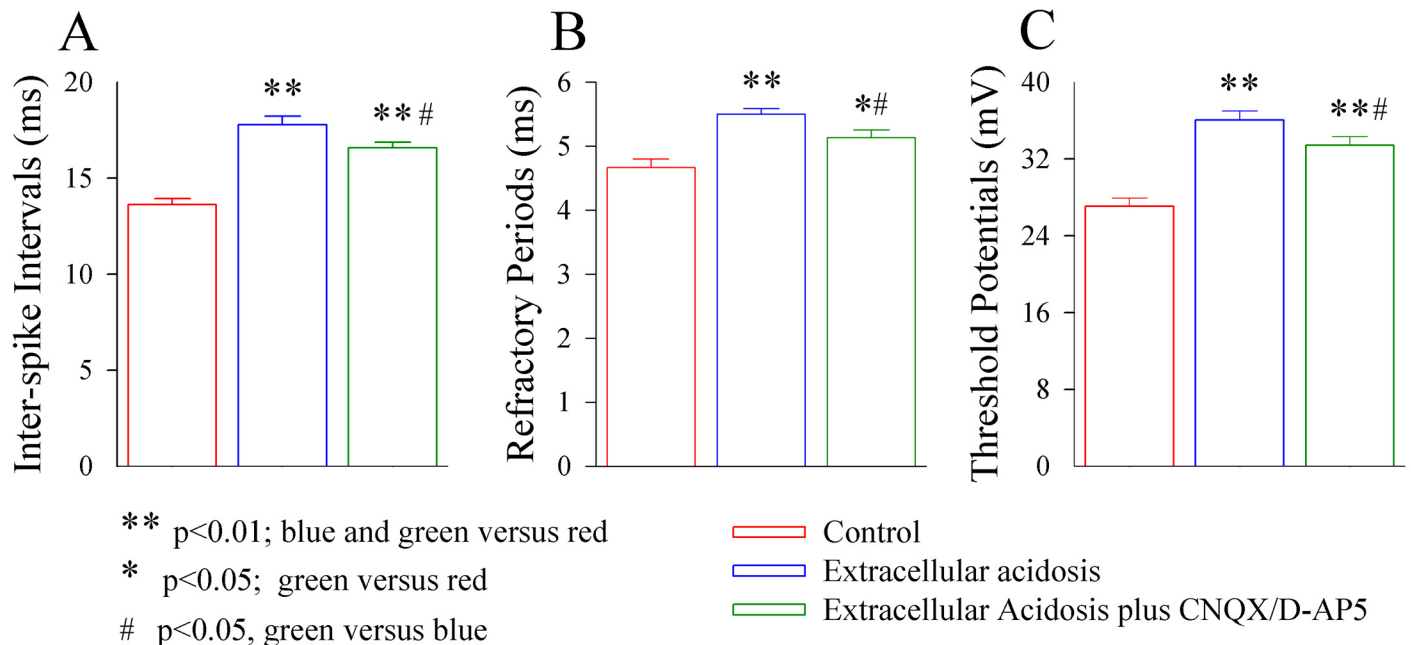 A
B
C
Inter-spike Intervals (ms)
20
15
10
5
0
**
** #
Refractory Periods (ms)
6
5
4
3
2
1
0
**
*#
Threshold Potentials (mV)
40
32
24
16
8
0
**
**#
** p<0.01; blue and green versus red
* p<0.05; green versus red
# p<0.05, green versus blue
Control
Extracellular acidosis
Extracellular Acidosis plus CNQX/D-AP5